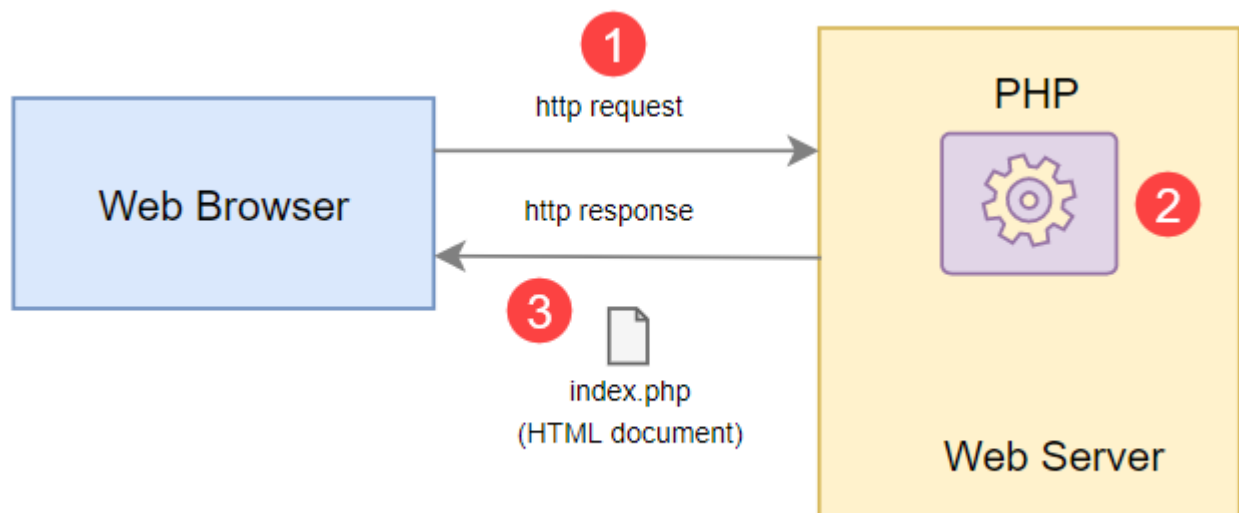 1
http request
PHP
Web Browser
http response
2
3
index.php
(HTML document)
Web Server